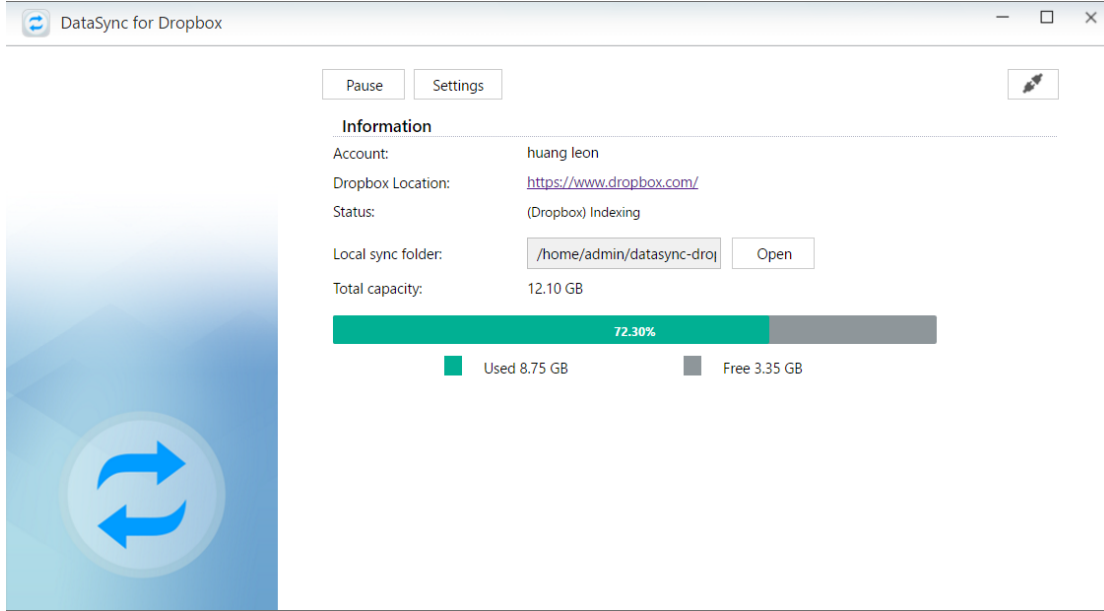 DataSync for Dropbox
Pause Settings
Information
Account: huang leon
Dropbox Location: https://www.dropbox.com/
Status: (Dropbox) Indexing
Local sync folder: /home/admin/datasync-drop Open
Total capacity: 12.10 GB
72.30%
Used 8.75 GB Free 3.35 GB